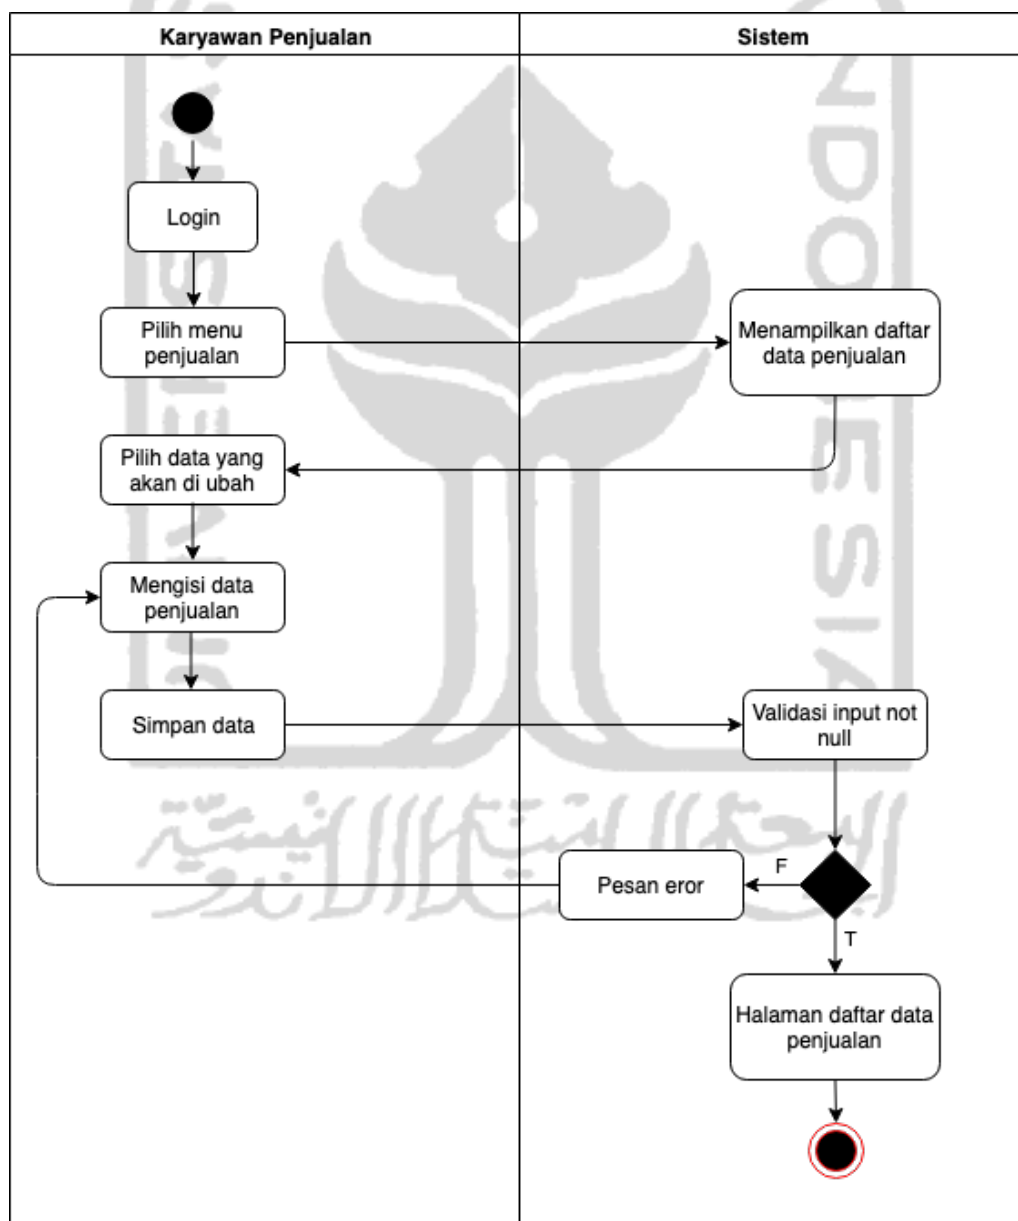 Karyawan Penjualan
Sistem
Login
Pilih menu
penjualan
Menampilkan daftar
data penjualan
Pilih data yang
akan di ubah
Mengisi data
penjualan
Simpan data
Validasi input not
null
F
Pesan eror
T
Halaman daftar data
penjualan